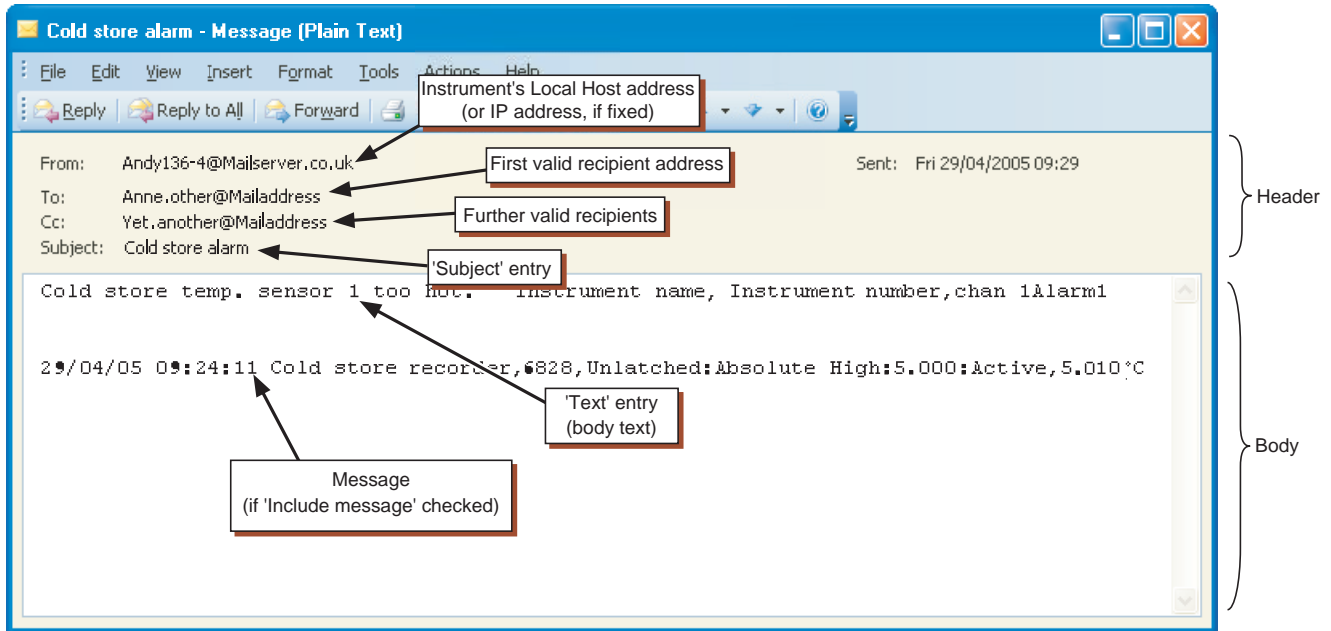 Cold store alarm - Message (Plain Text)
File Edit View Insert Format Tools Actions Help
Instrument's Local Host address
(or IP address, if fixed)
Reply Reply to All Forward
From: Andy136-4@Mailserver.co.uk
First valid recipient address
Sent: Fri 29/04/2005 09:29
To: Anne.other@Mailaddress
Cc: Yet.another@Mailaddress
Further valid recipients
Subject: Cold store alarm
'Subject' entry
Header
Cold store temp. sensor 1 too hot. Instrument name, Instrument number,chan 1Alarm1
29/04/05 09:24:11 Cold store recorder,6828,Unlatched:Absolute High:5.000:Active,5.010°C
'Text' entry
(body text)
Body
Message
(if 'Include message' checked)